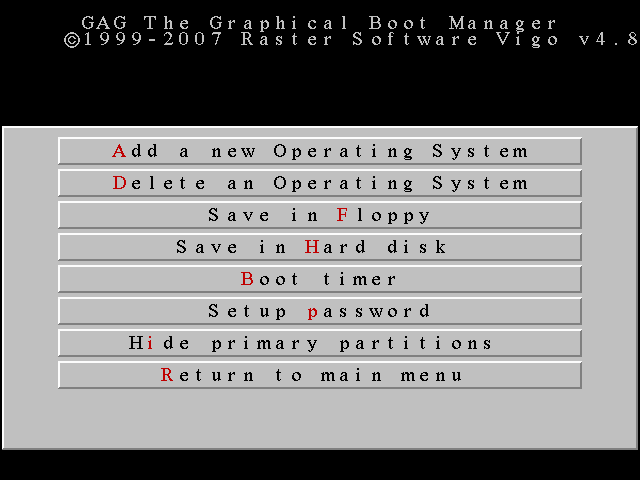 GAG The Graphical Boot Manager
©1999-2007 Raster Software Vigo v4.8
Add a new Operating System
Delete an Operating System
Save in Floppy
Save in Hard disk
Boot timer
Setup password
Hide primary partitions
Return to main menu